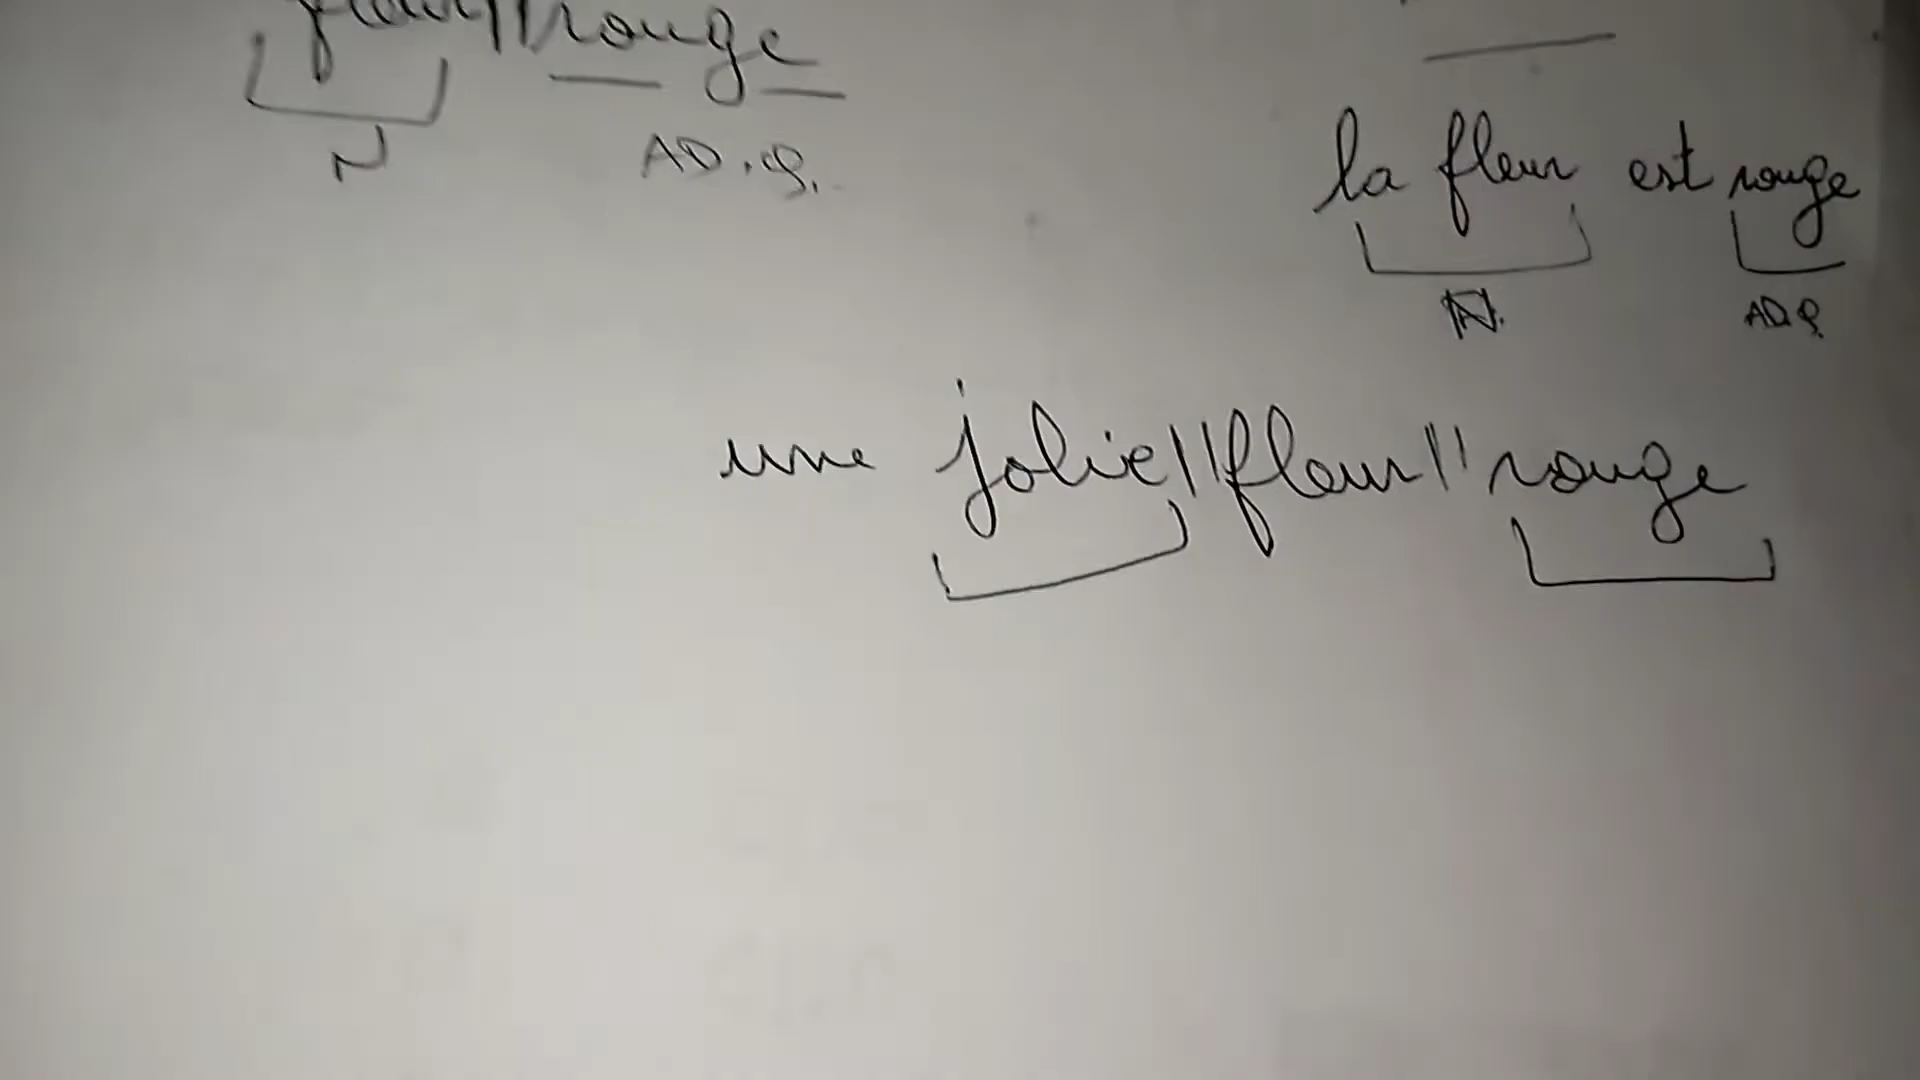 fleur//rouge
N AD.Q.
la fleur est rouge
N. AD.Q.
une jolie//fleur//rouge